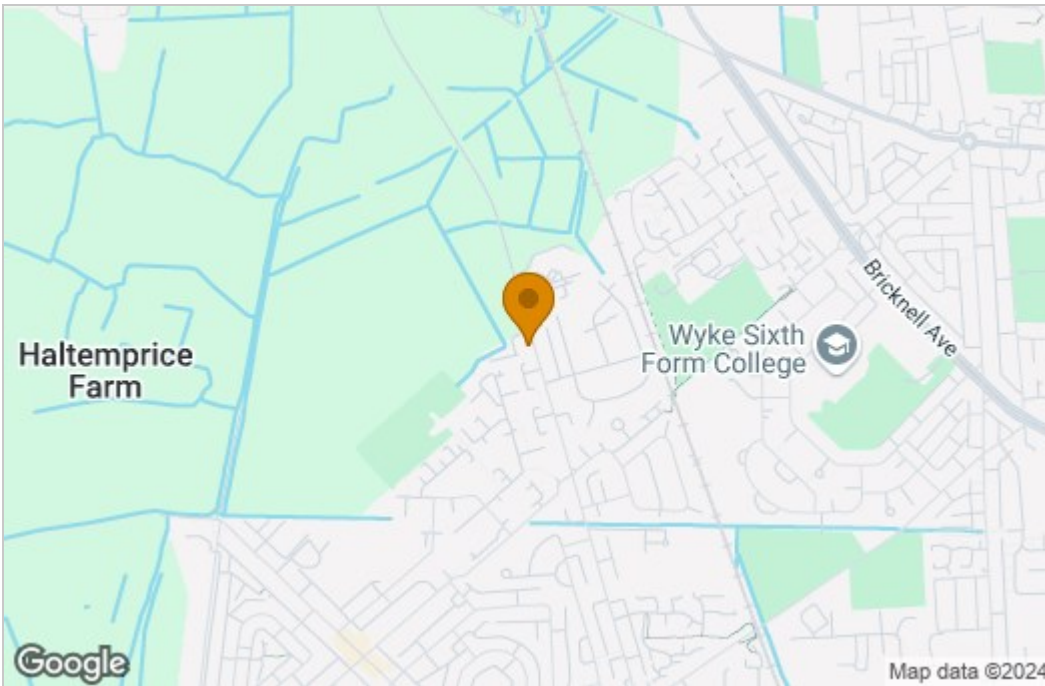 Bricknell Ave
Wyke Sixth
Form College
Haltemprice
Farm
Google
Map data ©2024